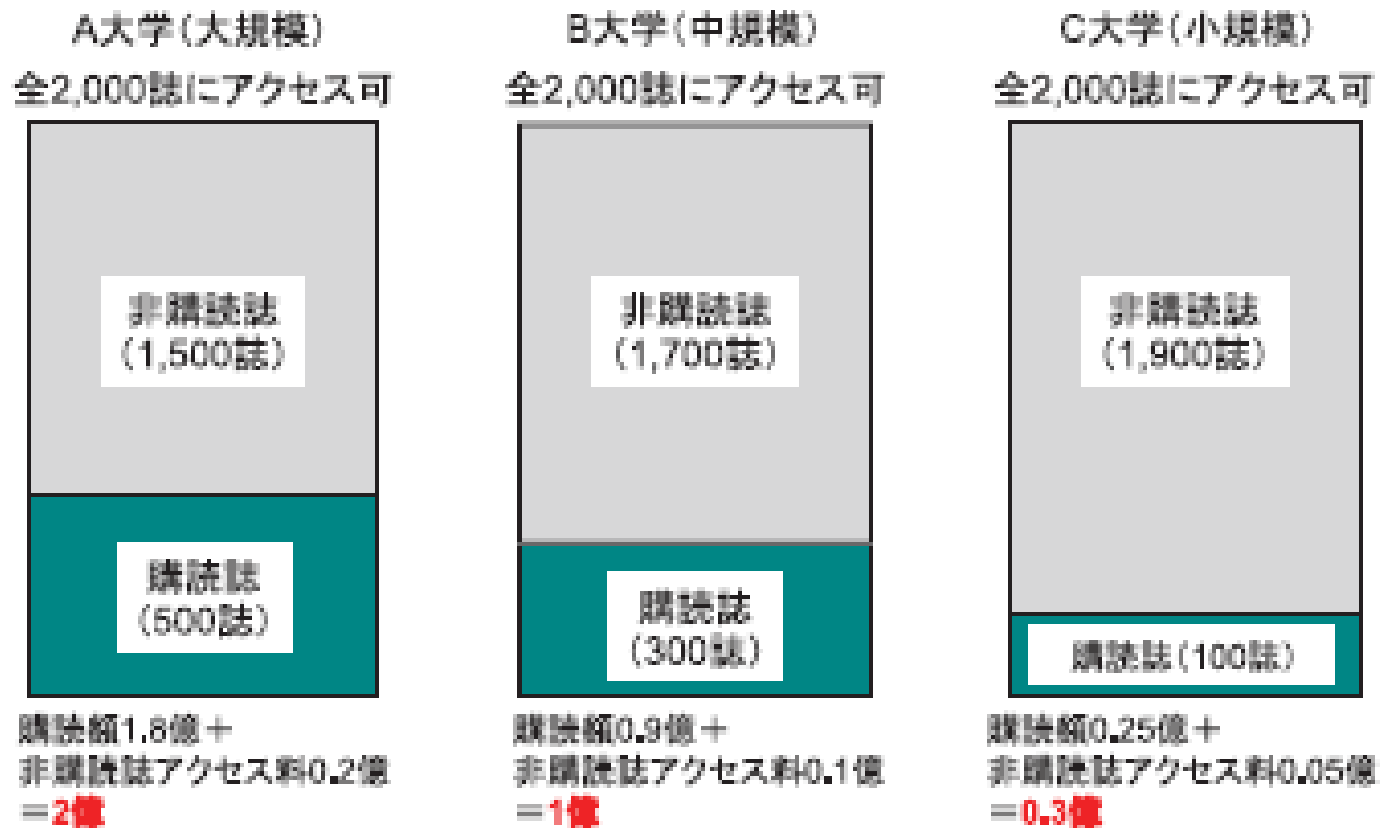 A大学(大規模)
全2,000誌にアクセス可
非購読誌
(1,500誌)
購読誌
(500誌)
購読額1.8億+
非購読誌アクセス料0.2億
=2億
B大学(中規模)
全2,000誌にアクセス可
非購読誌
(1,700誌)
購読誌
(300誌)
購読額0.9億+
非購読誌アクセス料0.1億
=1億
C大学(小規模)
全2,000誌にアクセス可
非購読誌
(1,900誌)
購読誌(100誌)
購読額0.25億+
非購読誌アクセス料0.05億
=0.3億